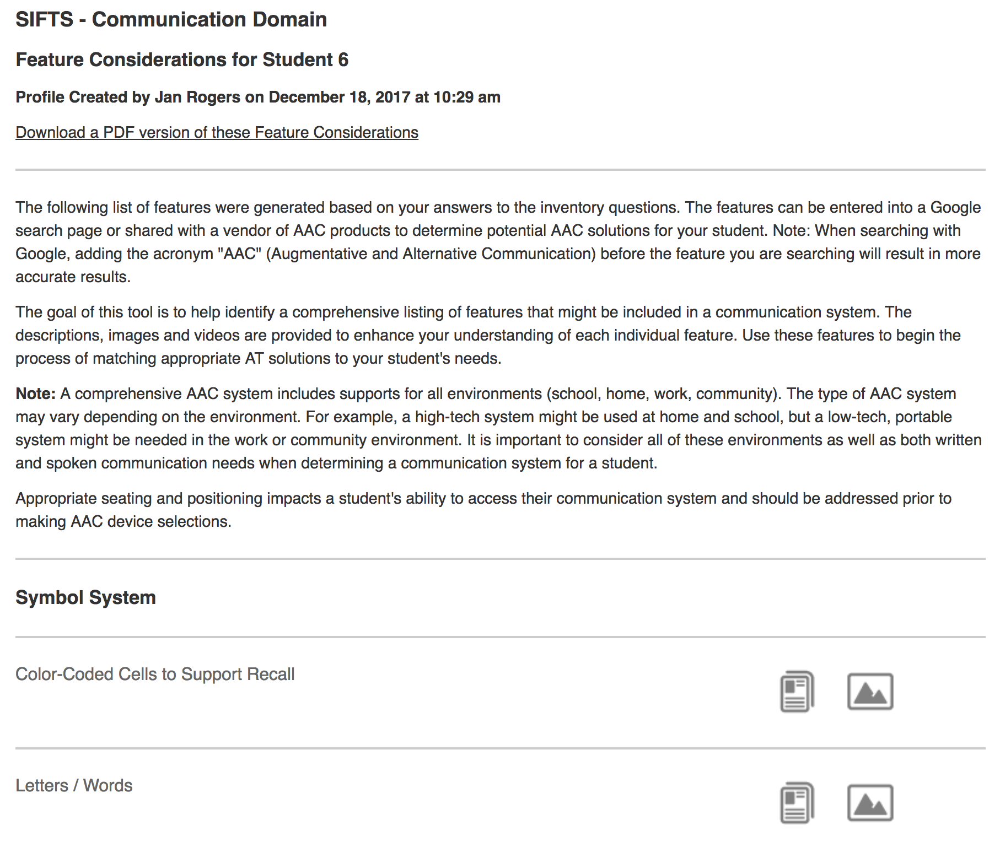 SIFTS - Communication Domain
Feature Considerations for Student 6
Profile Created by Jan Rogers on December 18, 2017 at 10:29 am
Download a PDF version of these Feature Considerations
The following list of features were generated based on your answers to the inventory questions. The features can be entered into a Google
search page or shared with a vendor of AAC products to determine potential AAC solutions for your student. Note: When searching with
Google, adding the acronym "AAC" (Augmentative and Alternative Communication) before the feature you are searching will result in more
accurate results.
The goal of this tool is to help identify a comprehensive listing of features that might be included in a communication system. The
descriptions, images and videos are provided to enhance your understanding of each individual feature. Use these features to begin the
process of matching appropriate AT solutions to your student's needs.
Note: A comprehensive AAC system includes supports for all environments (school, home, work, community). The type of AAC system
may vary depending on the environment. For example, a high-tech system might be used at home and school, but a low-tech, portable
system might be needed in the work or community environment. It is important to consider all of these environments as well as both written
and spoken communication needs when determining a communication system for a student.
Appropriate seating and positioning impacts a student's ability to access their communication system and should be addressed prior to
making AAC device selections.
Symbol System
Color-Coded Cells to Support Recall
Letters / Words